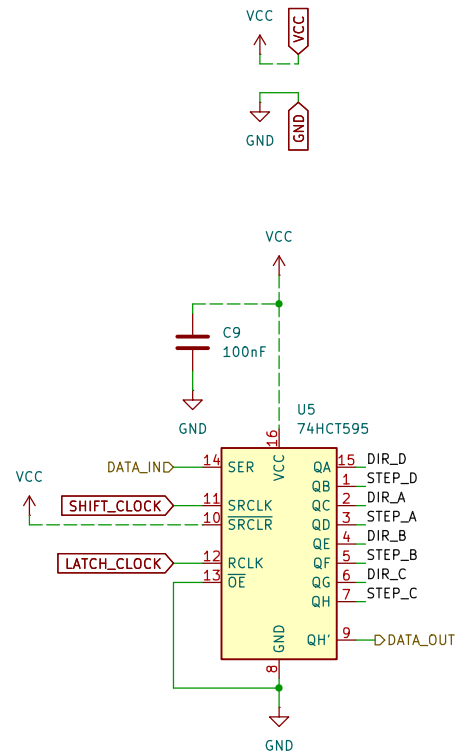 VCC
VCC
GND
GND
VCC
C9
100nF
GND
U5
74HCT595
16
VCC
DATA_IN
14
SER
QA
15
DIR_D
QB
1
STEP_D
VCC
SHIFT_CLOCK
11
SRCLK
QC
2
DIR_A
10
SRCLR
QD
3
STEP_A
QE
4
DIR_B
LATCH_CLOCK
12
RCLK
QF
5
STEP_B
13
OE
QG
6
DIR_C
QH
7
STEP_C
GND
8
QH'
9
DATA_OUT
GND